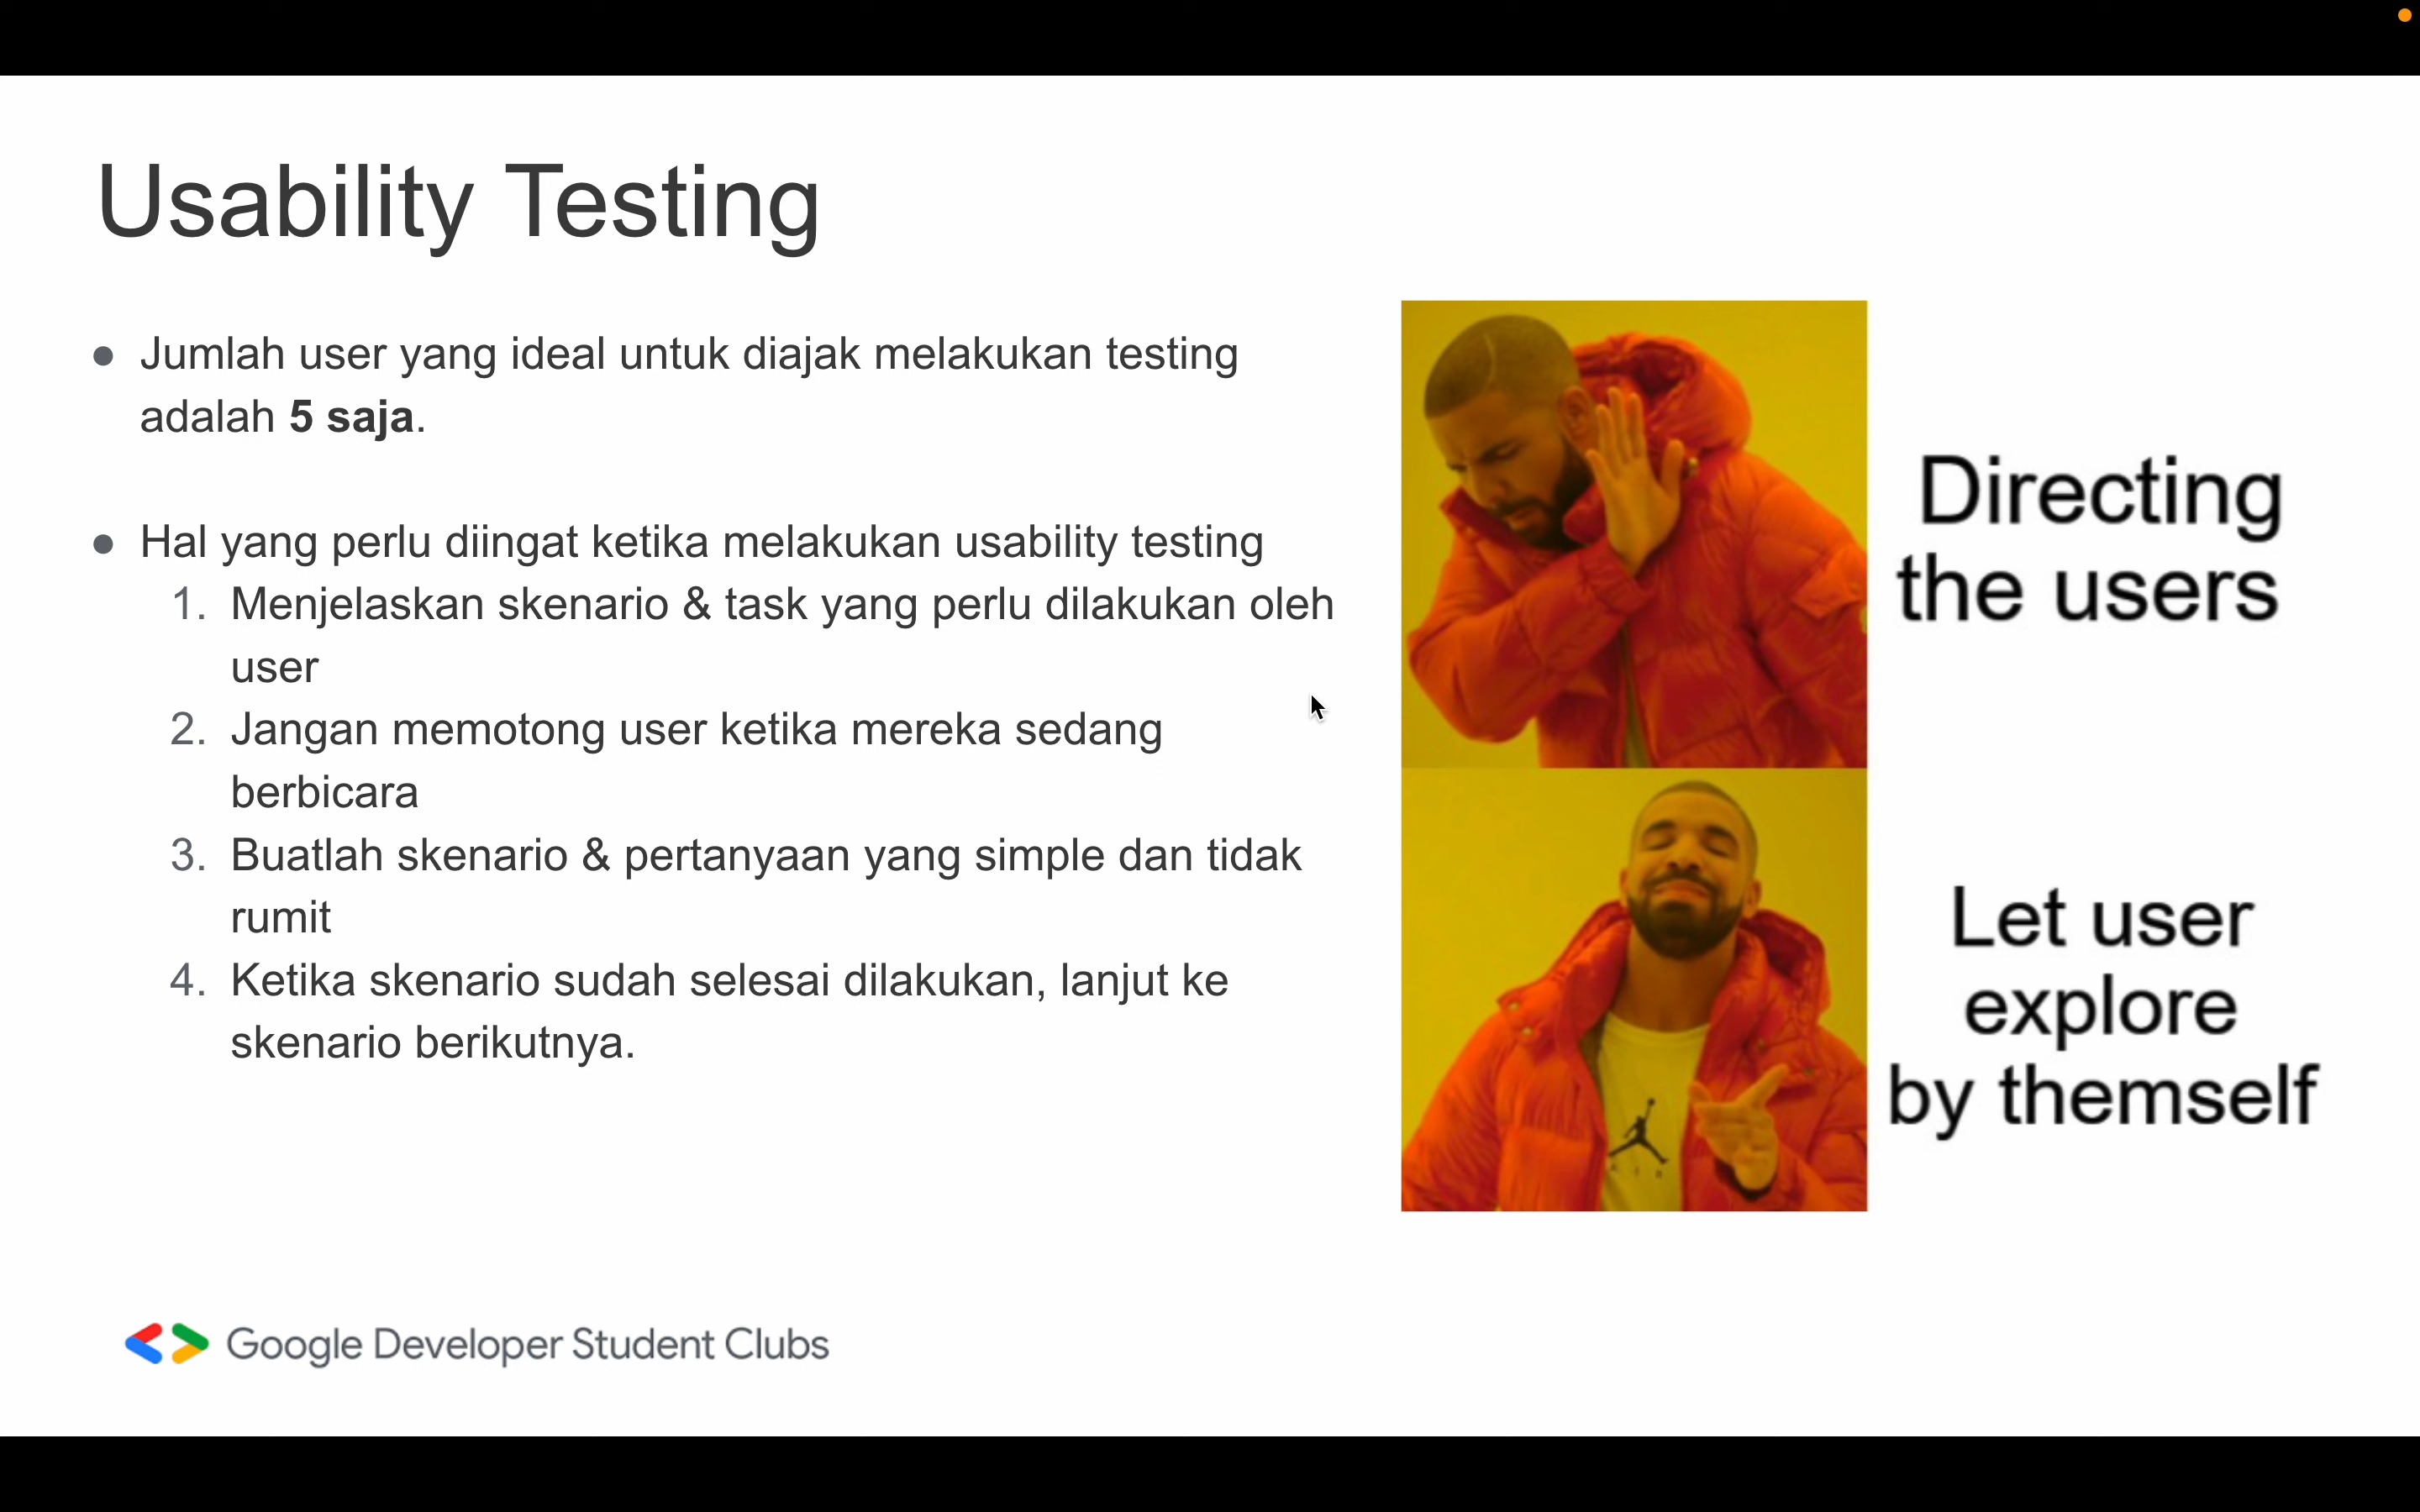 Usability Testing
● Jumlah user yang ideal untuk diajak melakukan testing
adalah 5 saja.
● Hal yang perlu diingat ketika melakukan usability testing
1. Menjelaskan skenario & task yang perlu dilakukan oleh
user
2. Jangan memotong user ketika mereka sedang
berbicara
3. Buatlah skenario & pertanyaan yang simple dan tidak
rumit
4. Ketika skenario sudah selesai dilakukan, lanjut ke
skenario berikutnya.
Directing
the users
Let user
explore
by themself
Google Developer Student Clubs